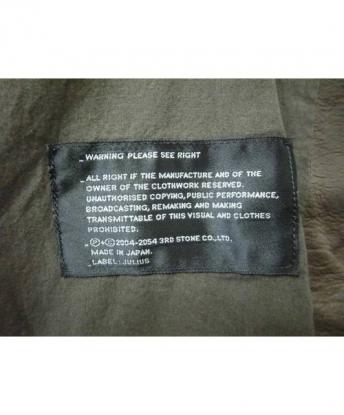 _WARNING PLEASE SEE RIGHT
_ALL RIGHT IF THE MANUFACTURE AND OF THE
OWNER OF THE CLOTHWORK RESERVED.
UNAUTHORISED COPYING,PUBLIC PERFORMANCE,
BROADCASTING, REMAKING AND MAKING
TRANSMITTABLE OF THIS VISUAL AND CLOTHES
PROHIBITED.
_℗+©2004-2054 3RD STONE CO.,LTD.
MADE IN JAPAN.
_LABEL:JULIUS